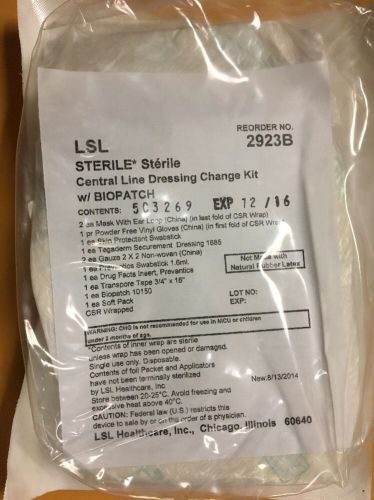 LSL
REORDER NO.
2923B
STERILE* Stérile
Central Line Dressing Change Kit
w/ BIOPATCH
CONTENTS: 5C3269 EXP 12/16
2 ea Mask With Ear Loop (China) (in last fold of CSR Wrap)
1 pr Powder Free Vinyl Gloves (China) (in first fold of CSR Wrap)
1 ea Skin Protectant Swabstick
1 ea Tegaderm Securement Dressing 1685
2 ea Gauze 2 X 2 Non-woven (China)
1 ea Prevantics Swabstick 1.6ml.
1 ea Drug Facts Insert, Prevantics
1 ea Transpore Tape 3/4" x 18"
1 ea Biopatch 10150
1 ea Soft Pack
CSR Wrapped
Not Made with
Natural Rubber Latex
LOT NO:
EXP:
WARNING: CHG is not recommended for use in NICU or children
under 2 months of age.
*Contents of inner wrap are sterile
unless wrap has been opened or damaged.
Single use only. Disposable.
Contents of foil Packet and Applicators
have not been terminally sterilized
by LSL Healthcare, Inc
Store between 20-25°C. Avoid freezing and
excessive heat above 40°C.
New:8/13/2014
CAUTION: Federal law (U.S.) restricts this
device to sale by or on the order of a physician.
LSL Healthcare, Inc., Chicago, Illinois 60640